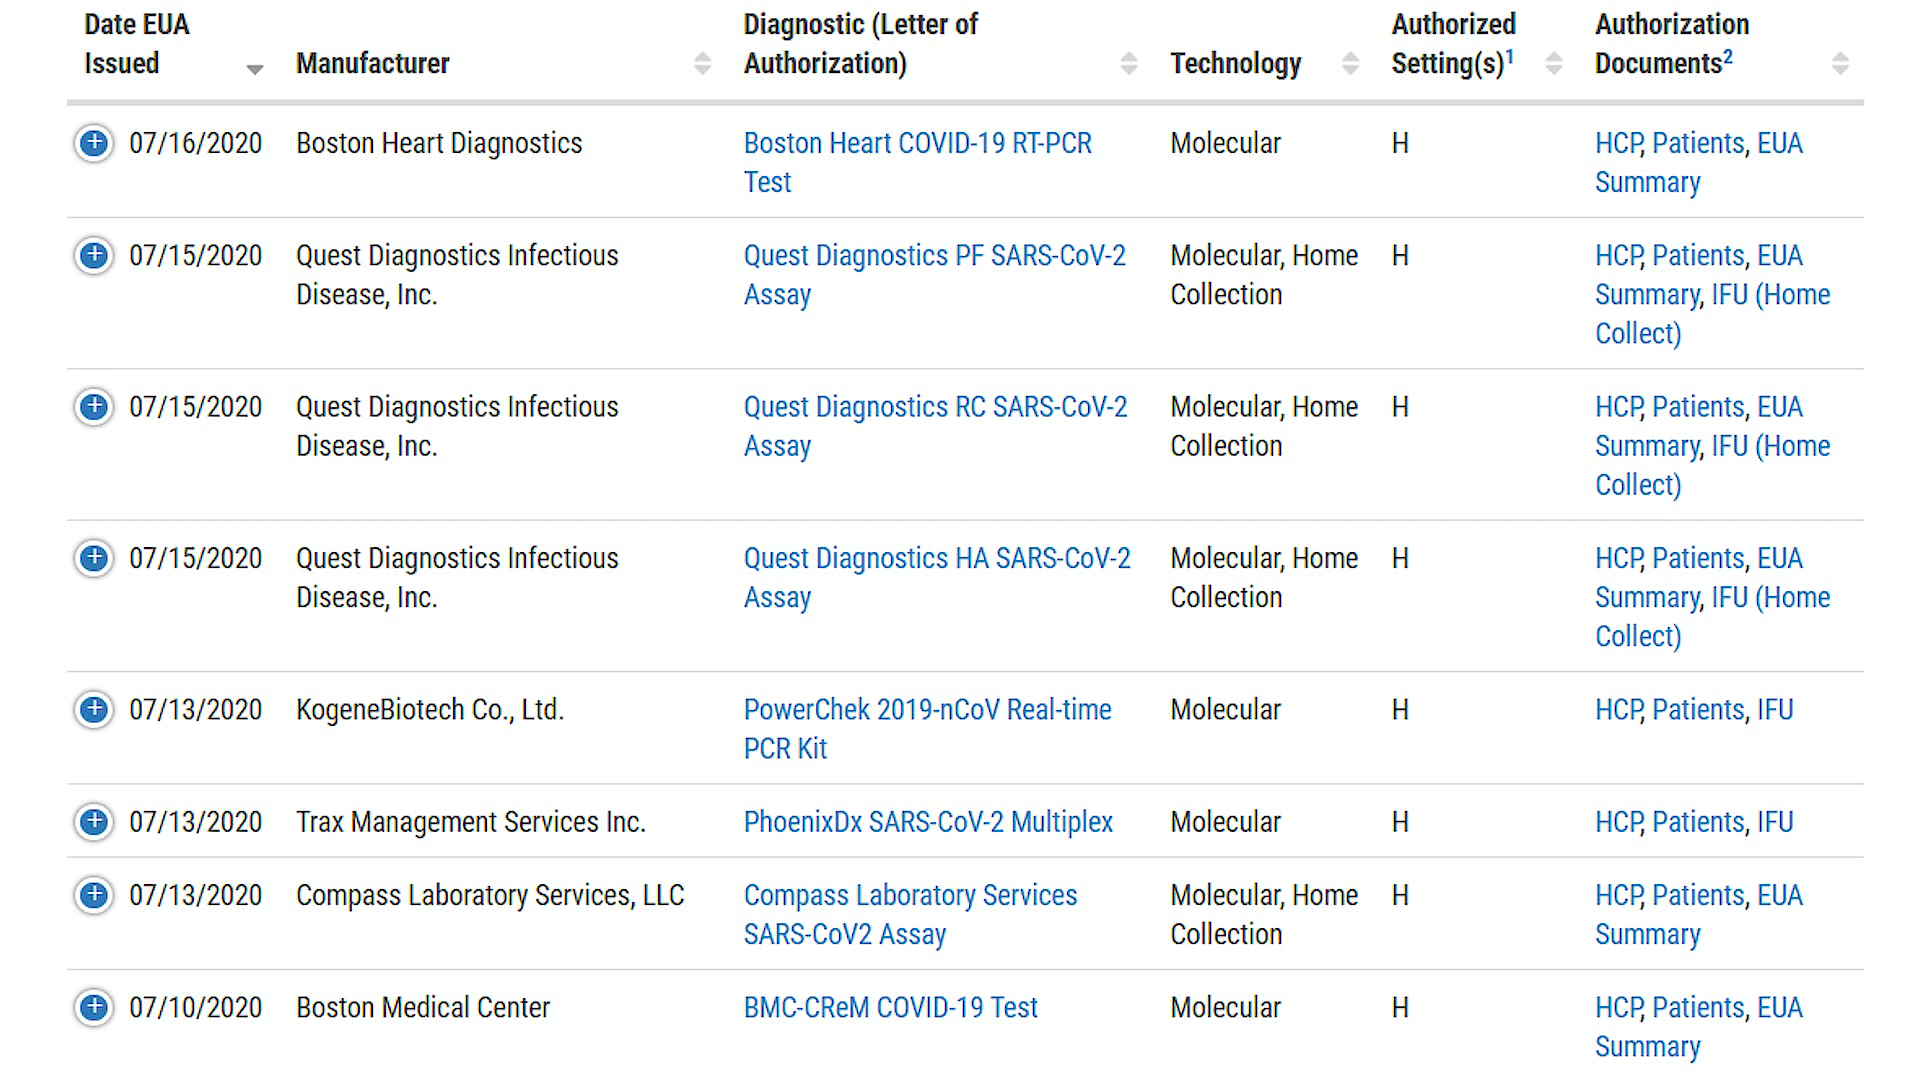 Date EUA Issued Manufacturer Diagnostic (Letter of Authorization) Technology Authorized Setting(s)1 Authorization Documents2
07/16/2020 Boston Heart Diagnostics Boston Heart COVID-19 RT-PCR Molecular H HCP, Patients, EUA
Test Summary
07/15/2020 Quest Diagnostics Infectious Quest Diagnostics PF SARS-CoV-2 Molecular, Home H HCP, Patients, EUA
Disease, Inc. Assay Collection Summary, IFU (Home
Collect)
07/15/2020 Quest Diagnostics Infectious Quest Diagnostics RC SARS-CoV-2 Molecular, Home H HCP, Patients, EUA
Disease, Inc. Assay Collection Summary, IFU (Home
Collect)
07/15/2020 Quest Diagnostics Infectious Quest Diagnostics HA SARS-CoV-2 Molecular, Home H HCP, Patients, EUA
Disease, Inc. Assay Collection Summary, IFU (Home
Collect)
07/13/2020 KogeneBiotech Co., Ltd. PowerChek 2019-nCoV Real-time Molecular H HCP, Patients, IFU
PCR Kit
07/13/2020 Trax Management Services Inc. PhoenixDx SARS-CoV-2 Multiplex Molecular H HCP, Patients, IFU
07/13/2020 Compass Laboratory Services, LLC Compass Laboratory Services Molecular, Home H HCP, Patients, EUA
SARS-CoV2 Assay Collection Summary
07/10/2020 Boston Medical Center BMC-CReM COVID-19 Test Molecular H HCP, Patients, EUA
Summary